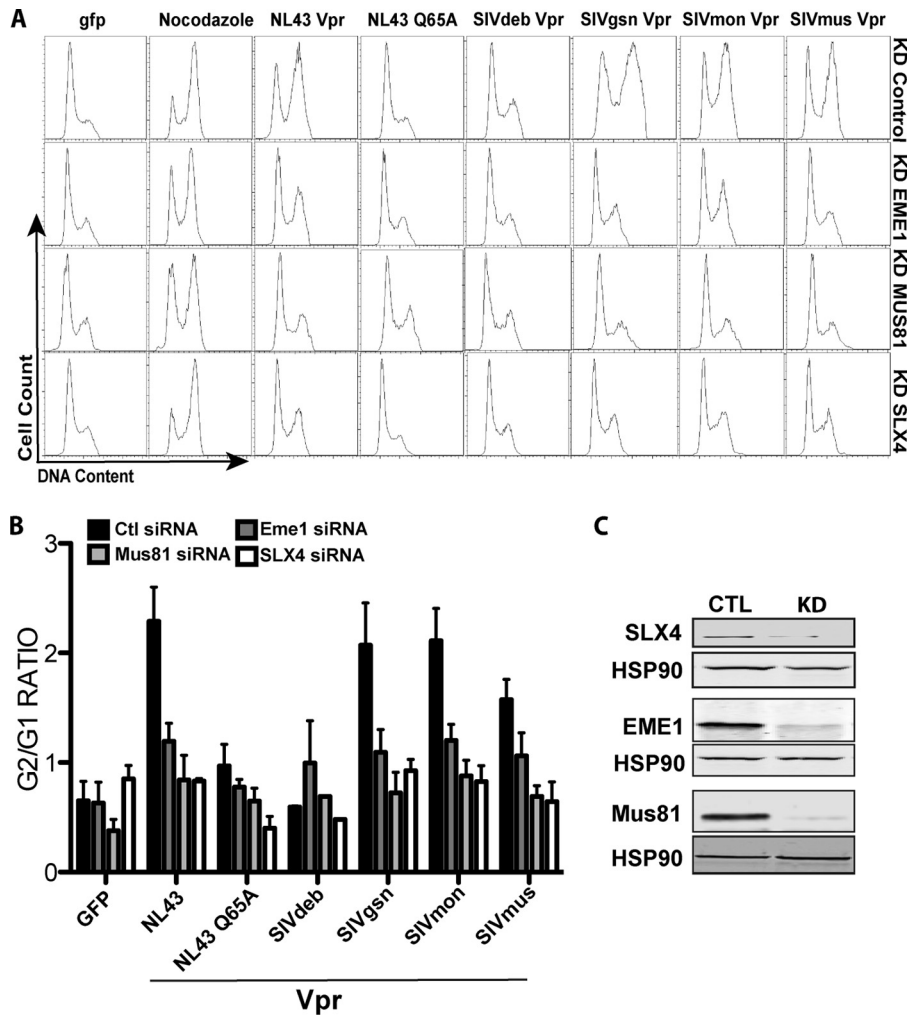 A
gfp Nocodazole NL43 Vpr NL43 Q65A SIVdeb Vpr SIVgsn Vpr SIVmon Vpr SIVmus Vpr
KD Control
KD EME1
KD MUS81
KD SLX4
Cell Count
DNA Content
B
Ctl siRNA Eme1 siRNA
Mus81 siRNA SLX4 siRNA
G2/G1 RATIO
3
2
1
0
GFP NL43 NL43 Q65A SIVdeb SIVgsn SIVmon SIVmus
Vpr
C
CTL KD
SLX4
HSP90
EME1
HSP90
Mus81
HSP90